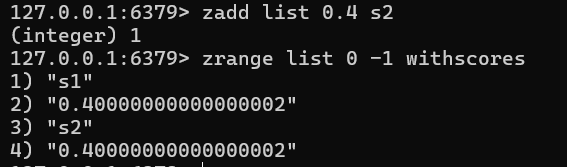 127.0.0.1:6379> zadd list 0.4 s2
(integer) 1
127.0.0.1:6379> zrange list 0 -1 withscores
1) "s1"
2) "0.40000000000000002"
3) "s2"
4) "0.40000000000000002"